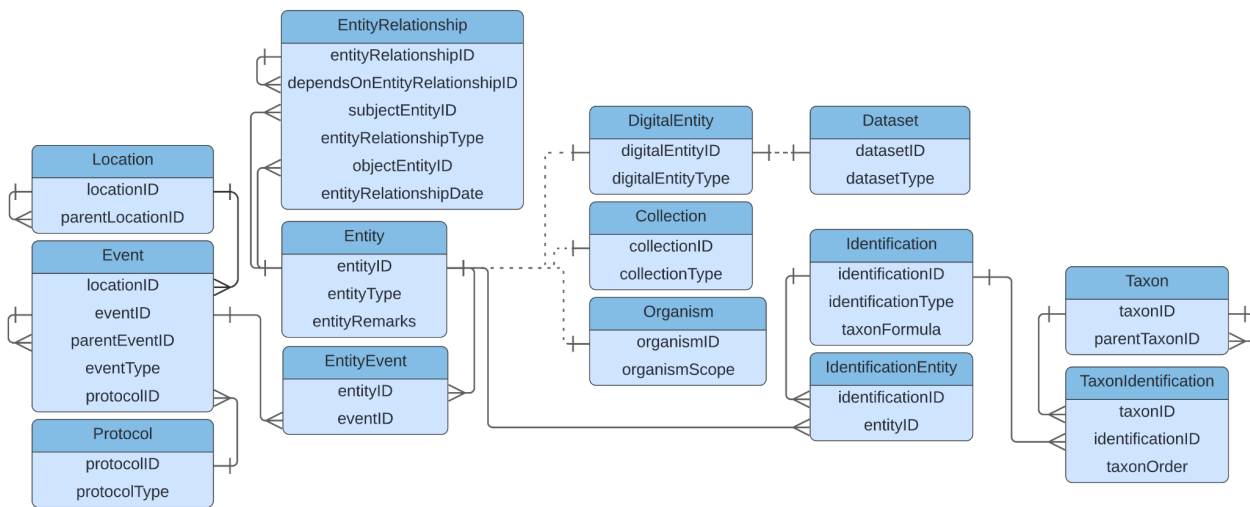 EntityRelationship
entityRelationshipID
dependsOnEntityRelationshipID
subjectEntityID
entityRelationshipType
objectEntityID
entityRelationshipDate
Location
locationID
parentLocationID
Event
locationID
eventID
parentEventID
eventType
protocolID
Protocol
protocolID
protocolType
Entity
entityID
entityType
entityRemarks
EntityEvent
entityID
eventID
DigitalEntity
digitalEntityID
digitalEntityType
Collection
collectionID
collectionType
Organism
organismID
organismScope
Dataset
datasetID
datasetType
Identification
identificationID
identificationType
taxonFormula
IdentificationEntity
identificationID
entityID
Taxon
taxonID
parentTaxonID
TaxonIdentification
taxonID
identificationID
taxonOrder